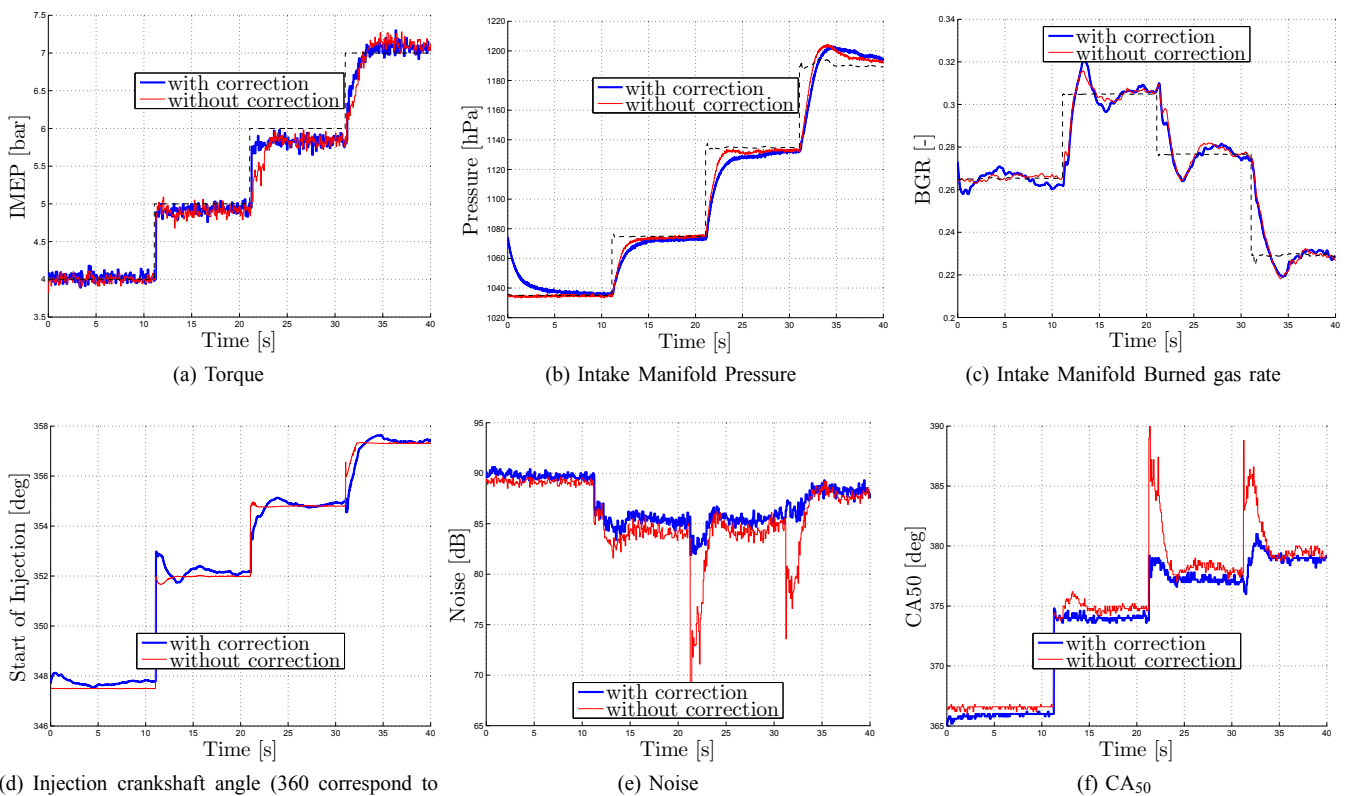 7.5
7
6.5
6
5.5
5
4.5
4
3.5
0 5 10 15 20 25 30 35 40
IMEP [bar]
Time [s]
with correction
without correction
(a) Torque
1200
1180
1160
1140
1120
1100
1080
1060
1040
1020
0 5 10 15 20 25 30 35 40
Pressure [hPa]
Time [s]
with correction
without correction
(b) Intake Manifold Pressure
0.34
0.32
0.3
0.28
0.26
0.24
0.22
0.2
0 5 10 15 20 25 30 35 40
BGR [-]
Time [s]
with correction
without correction
(c) Intake Manifold Burned gas rate
358
356
354
352
350
348
346
0 5 10 15 20 25 30 35 40
Start of Injection [deg]
Time [s]
with correction
without correction
(d) Injection crankshaft angle (360 correspond to
95
90
85
80
75
70
65
0 5 10 15 20 25 30 35 40
Noise [dB]
Time [s]
with correction
without correction
(e) Noise
390
385
380
375
370
365
0 5 10 15 20 25 30 35 40
CA50 [deg]
Time [s]
with correction
without correction
(f) CA₅₀